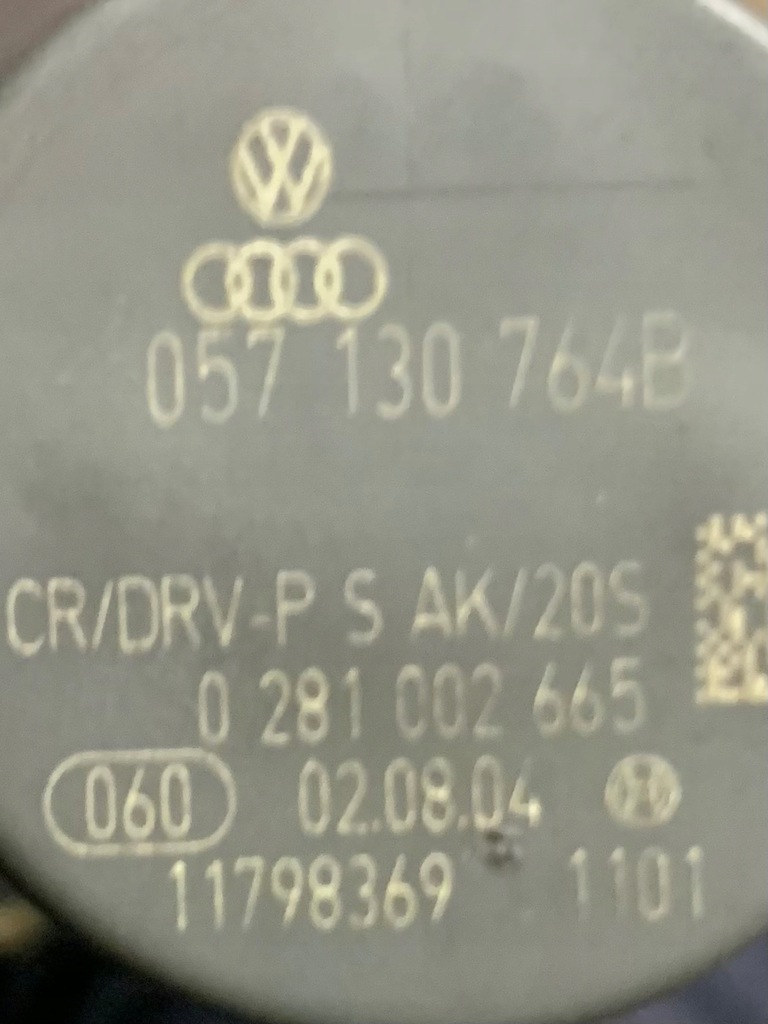 057 130 764B
CR/DRV-P S AK/20S
0 281 002 665
060 02.08.04
11798369 1101